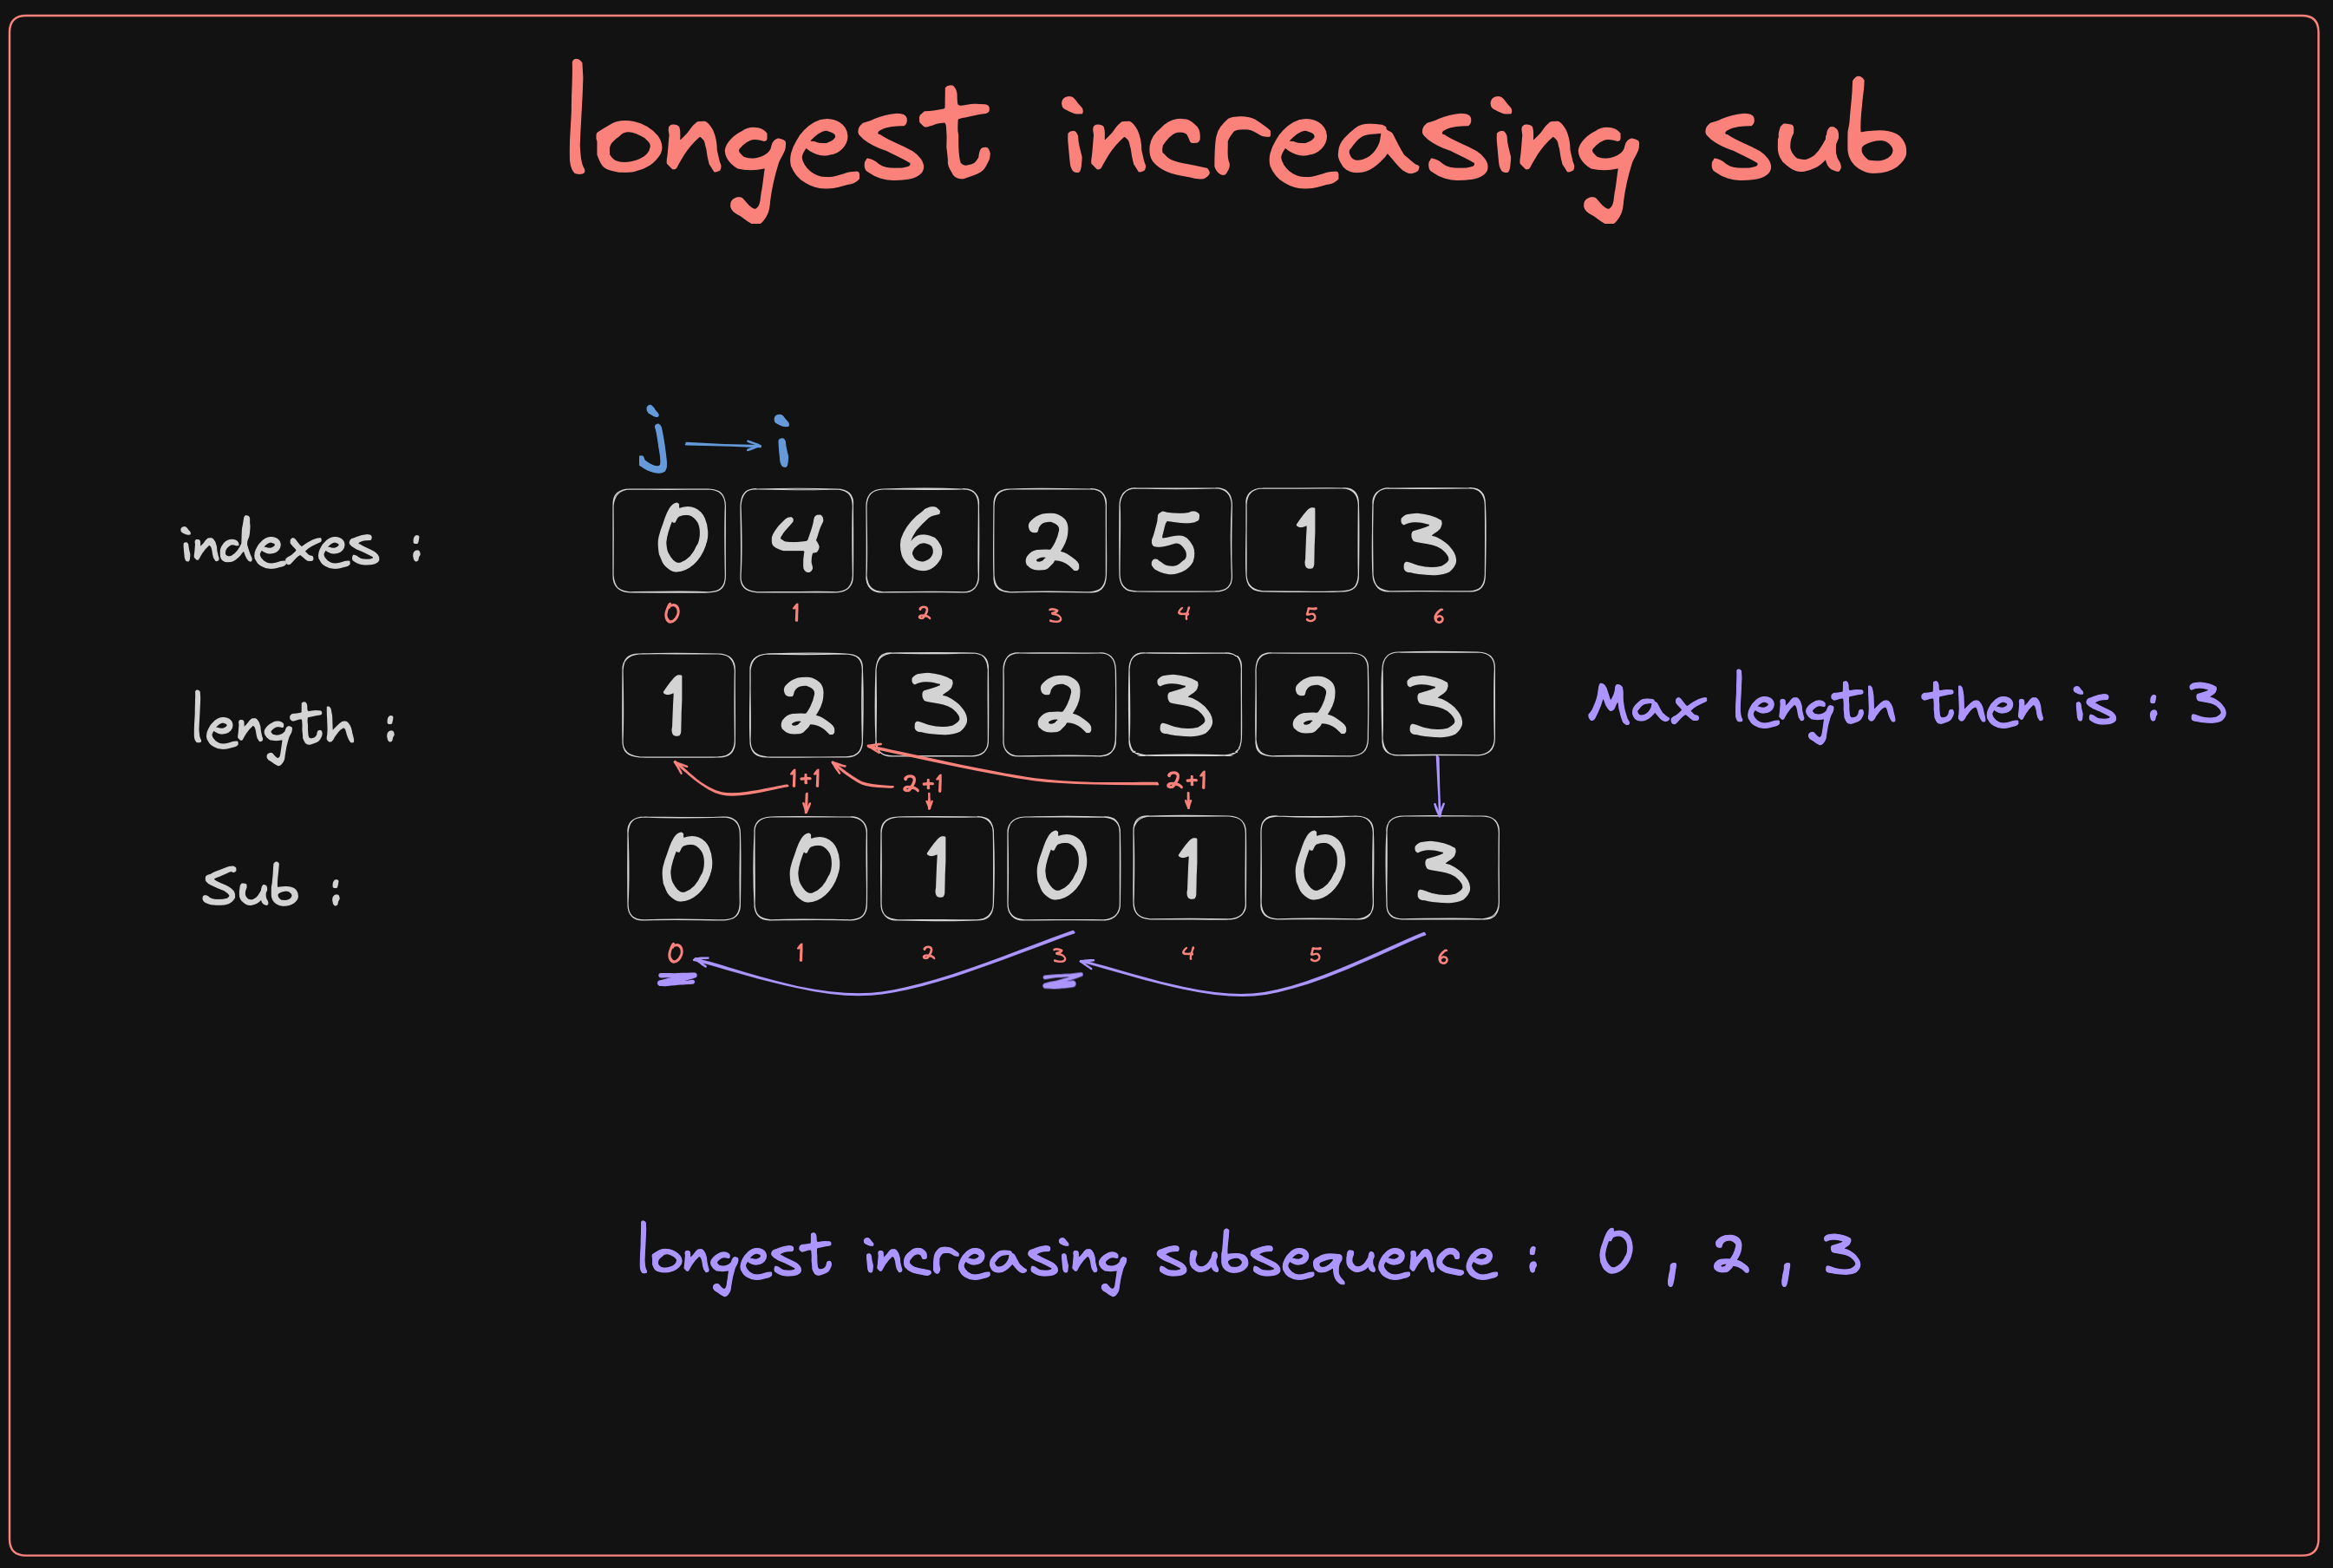 longest increasing sub
j i
indexes : 0 4 6 2 5 1 3
0 1 2 3 4 5 6
length : 1 2 3 2 3 2 3 Max length then is : 3
1+1 2+1 2+1
Sub : 0 0 1 0 1 0 3
0 1 2 3 4 5 6
longest increasing subseauence : 0 , 2 , 3